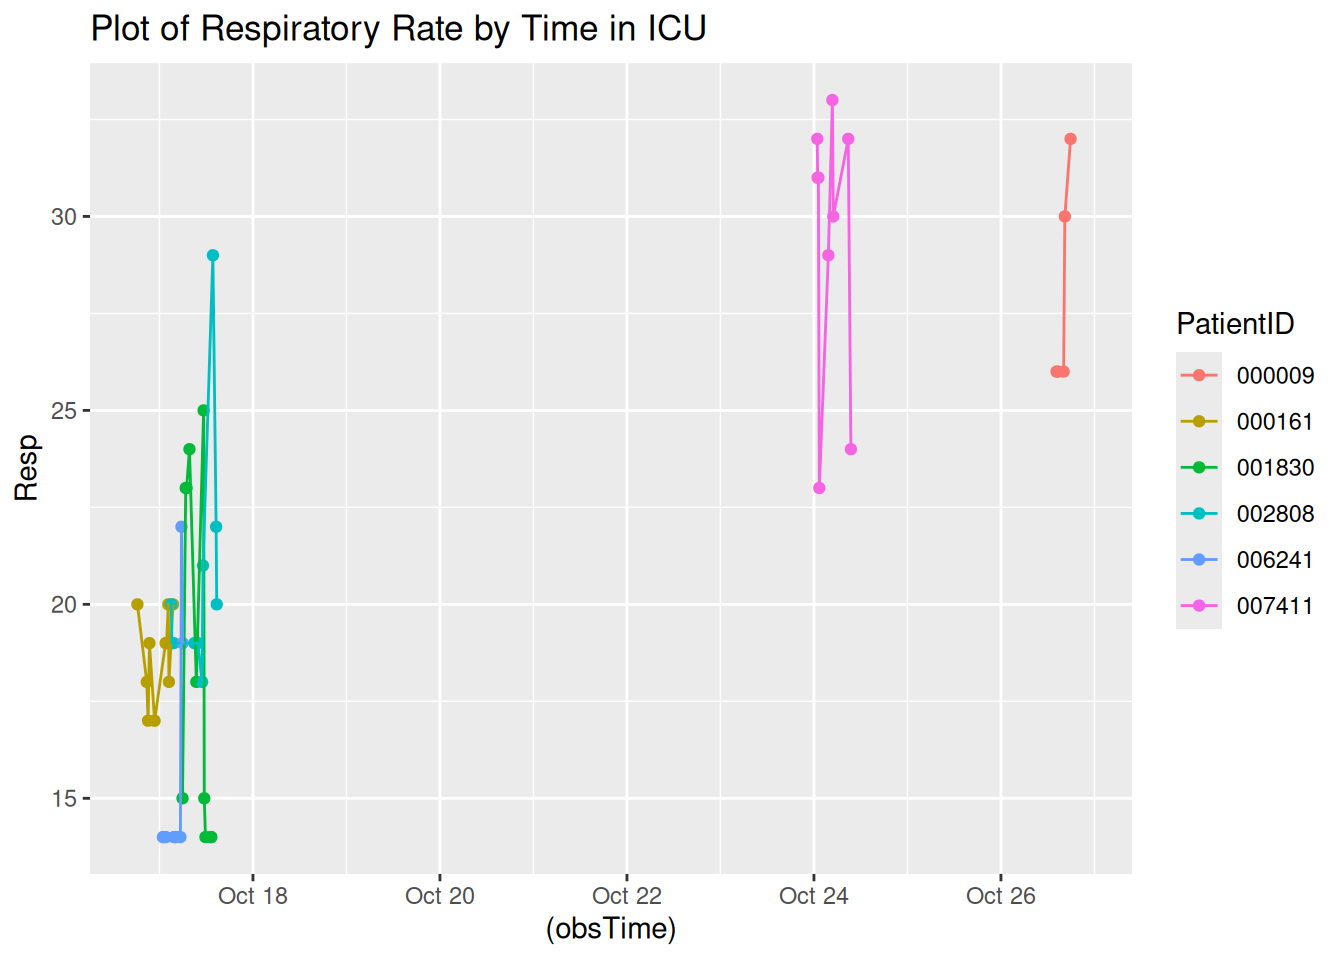 Plot of Respiratory Rate by Time in ICU
30
25
20
15
Resp
Oct 18
Oct 20
Oct 22
Oct 24
Oct 26
(obsTime)
PatientID
000009
000161
001830
002808
006241
007411